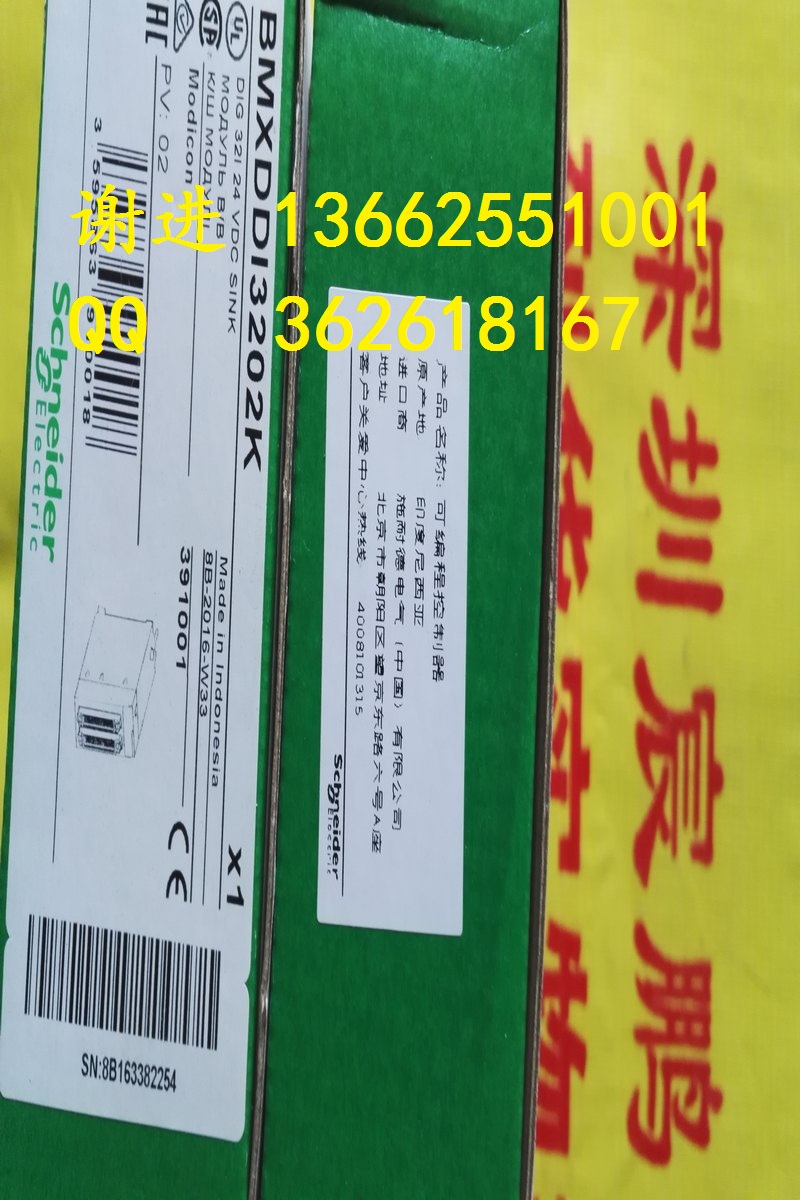 谢进 13662551001
QQ 362618167
BMXDDI3202K
x1
DIG 32I 24 VDC SINK
МОДУЛЬ В/В
Modicon
PV: 02
Made in Indonesia
8B-2016-W33
391001
Schneider
Electric
SN:8B163382254
产品名称：可编程控制器
原产地 印度尼西亚
进口商 施耐德电气（中国）有限公司
地址 北京市朝阳区望京东路六号A座
客户关爱中心热线 4008101315
Schneider
Electric
深圳宸鹏